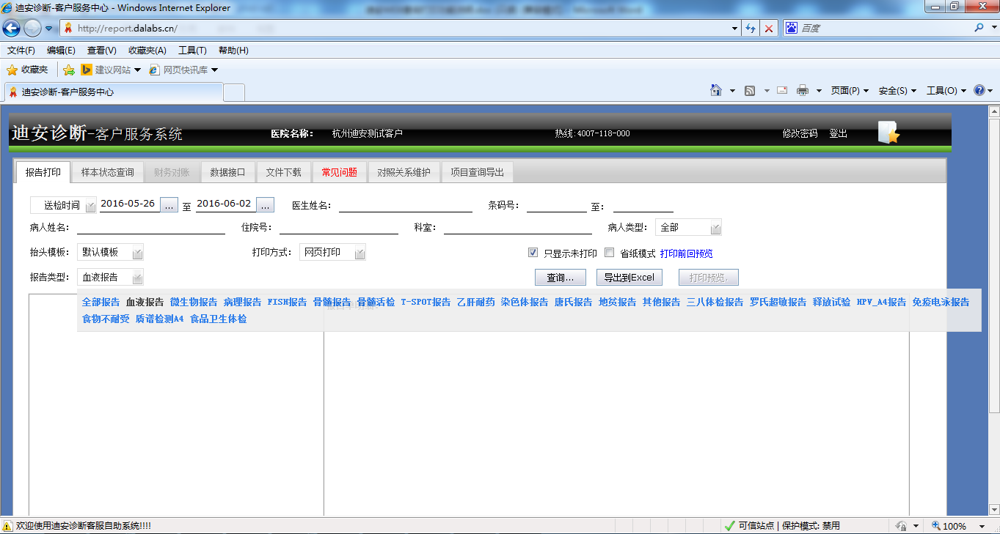 迪安诊断-客户服务中心 - Windows Internet Explorer
http://report.dalabs.cn/ 百度
文件(F) 编辑(E) 查看(V) 收藏夹(A) 工具(T) 帮助(H)
收藏夹 建议网站 网页快讯库
迪安诊断-客户服务中心 页面(P) 安全(S) 工具(O)
迪安诊断-客户服务系统 医院名称: 杭州迪安测试客户 热线:4007-118-000 修改密码 登出
报告打印 样本状态查询 财务对账 数据接口 文件下载 常见问题 对照关系维护 项目查询导出
送检时间 2016-05-26 ... 至 2016-06-02 ... 医生姓名: 条码号: 至:
病人姓名: 住院号: 科室: 病人类型: 全部
抬头模板: 默认模板 打印方式: 网页打印 只显示未打印 省纸模式 打印前回预览
报告类型: 血液报告 查询... 导出到Excel 打印预览.
全部报告 血液报告 微生物报告 病理报告 FISH报告 骨髓报告 骨髓活检 T-SPOT报告 乙肝耐药 染色体报告 唐氏报告 地贫报告 其他报告 三八体检报告 罗氏超敏报告 释放试验 HPV_A4报告 免疫电泳报告
食物不耐受 质谱检测A4 食品卫生体检
欢迎使用迪安诊断客服自助系统!!!! 可信站点 | 保护模式: 禁用 100%